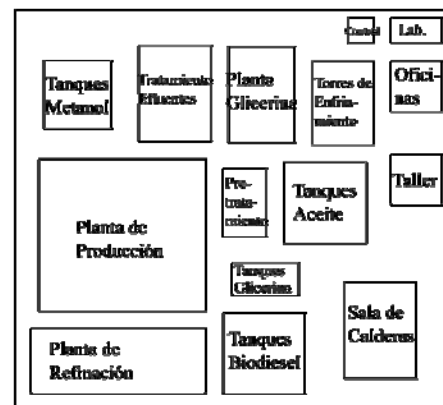 Control
Lab.
Tanques
Metanol
Tratamiento
Efluentes
Planta
Glicerina
Torres de
Enfria-
miento
Ofici-
nas
Planta de
Producción
Pre-
trata-
miento
Tanques
Aceite
Taller
Tanques
Glicerina
Planta de
Refinación
Tanques
Biodiesel
Sala de
Calderas